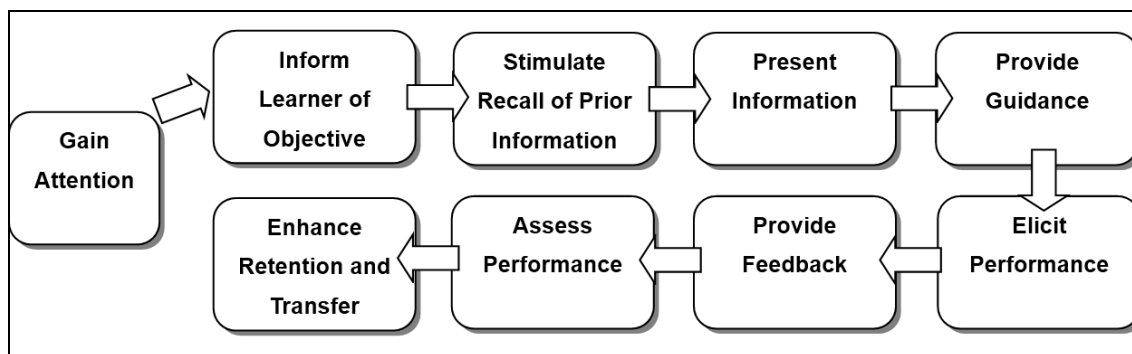 Gain
Attention
Inform
Learner of
Objective
Stimulate
Recall of Prior
Information
Present
Information
Provide
Guidance
Elicit
Performance
Provide
Feedback
Assess
Performance
Enhance
Retention and
Transfer